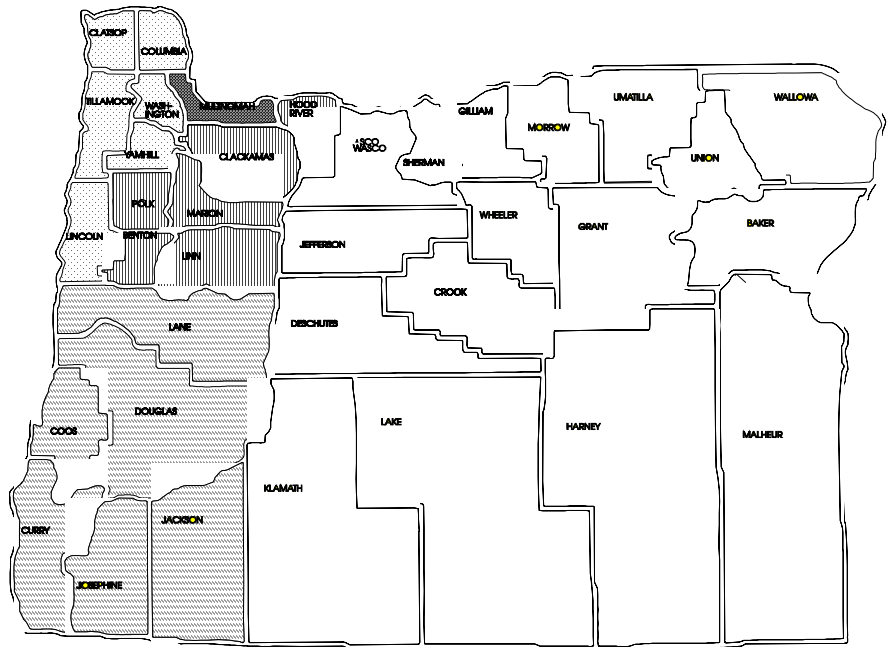 CLATSOP
COLUMBIA
TILLAMOOK
WASH-
INGTON
HOOD
RIVER
GILLIAM
UMATILLA
WALLOWA
MORROW
WASCO
SHERMAN
YAMHILL
CLACKAMAS
UNION
POLK
MARION
WHEELER
GRANT
BAKER
LINCOLN
BENTON
LINN
JEFFERSON
CROOK
LANE
DESCHUTES
DOUGLAS
COOS
LAKE
HARNEY
MALHEUR
KLAMATH
CURRY
JACKSON
JOSEPHINE